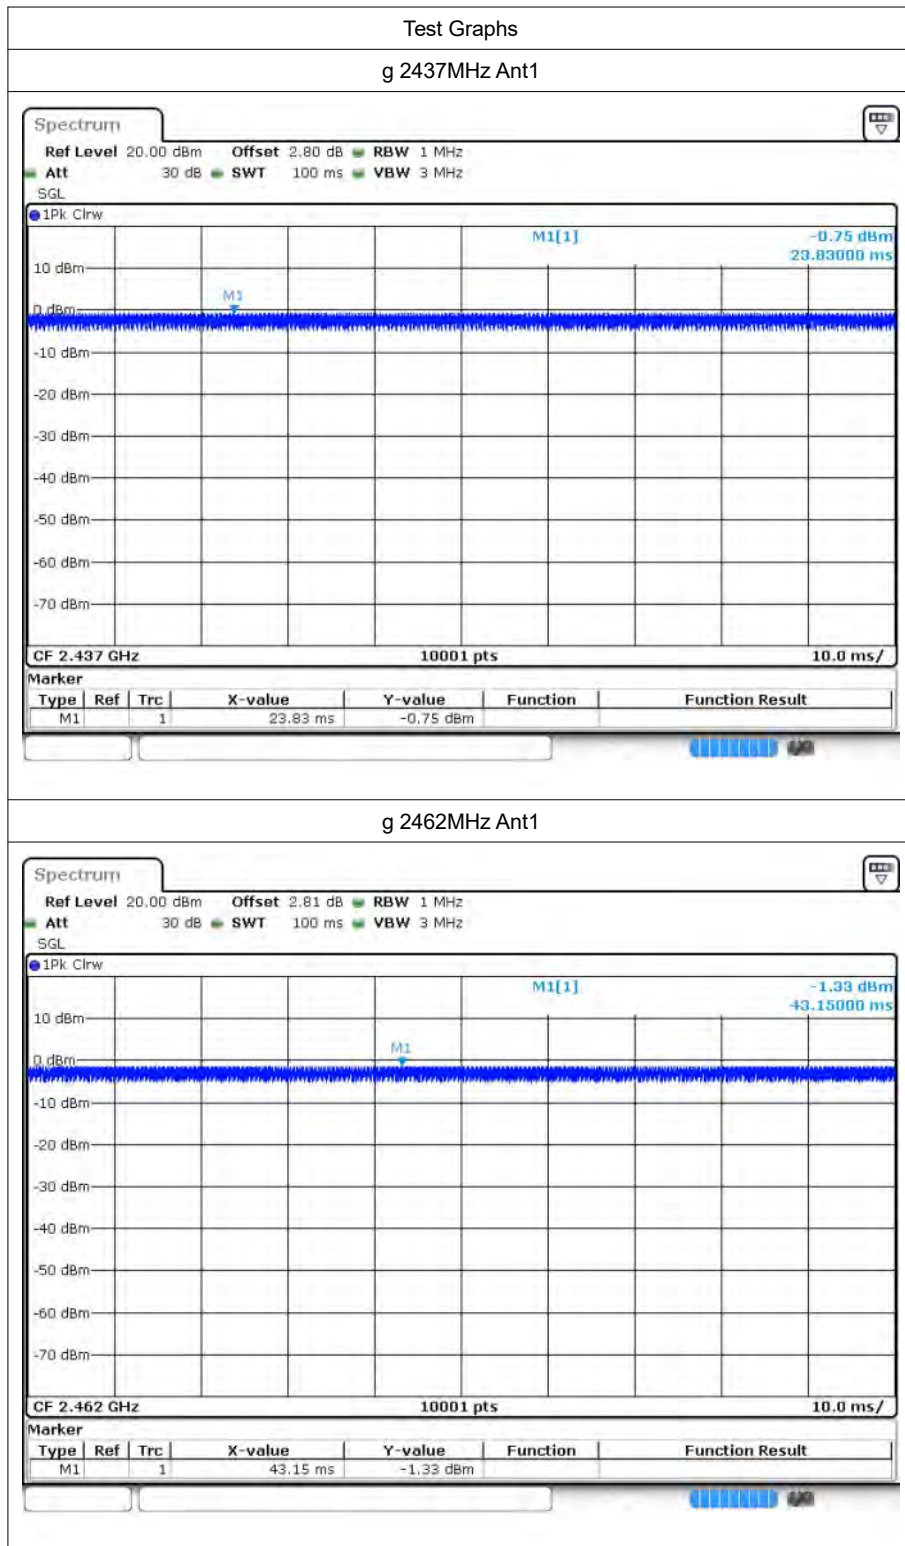 Test Graphs
g 2437MHz Ant1
Spectrum
Ref Level 20.00 dBm Offset 2.80 dB RBW 1 MHz
Att 30 dB SWT 100 ms VBW 3 MHz
SGL
1Pk Clrw
M1[1] -0.75 dBm
23.83000 ms
10 dBm
M1
0 dBm
-10 dBm
-20 dBm
-30 dBm
-40 dBm
-50 dBm
-60 dBm
-70 dBm
CF 2.437 GHz 10001 pts 10.0 ms/
Marker
Type Ref Trc X-value Y-value Function Function Result
M1 1 23.83 ms -0.75 dBm
g 2462MHz Ant1
Spectrum
Ref Level 20.00 dBm Offset 2.81 dB RBW 1 MHz
Att 30 dB SWT 100 ms VBW 3 MHz
SGL
1Pk Clrw
M1[1] -1.33 dBm
43.15000 ms
10 dBm
M1
0 dBm
-10 dBm
-20 dBm
-30 dBm
-40 dBm
-50 dBm
-60 dBm
-70 dBm
CF 2.462 GHz 10001 pts 10.0 ms/
Marker
Type Ref Trc X-value Y-value Function Function Result
M1 1 43.15 ms -1.33 dBm